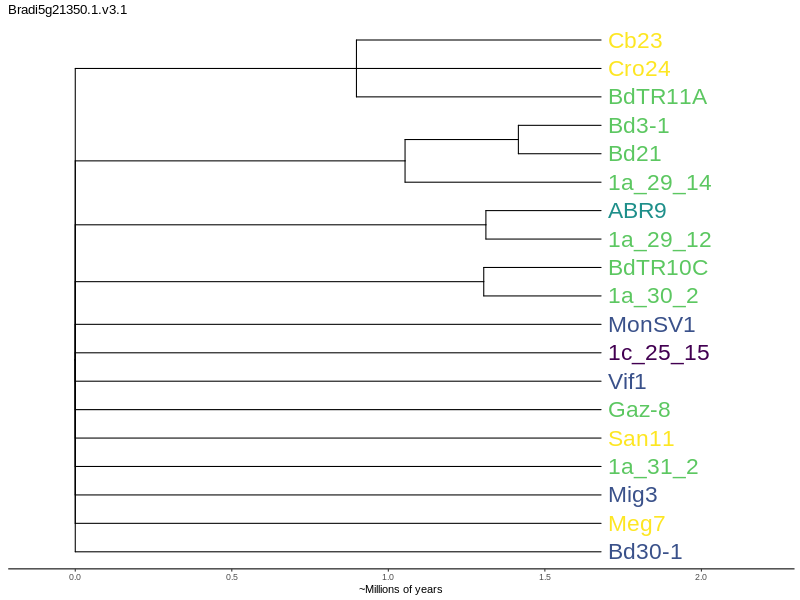 Bradi5g21350.1.v3.1
Cb23
Cro24
BdTR11A
Bd3-1
Bd21
1a_29_14
ABR9
1a_29_12
BdTR10C
1a_30_2
MonSV1
1c_25_15
Vif1
Gaz-8
San11
1a_31_2
Mig3
Meg7
Bd30-1
0.0 0.5 1.0 1.5 2.0
~Millions of years